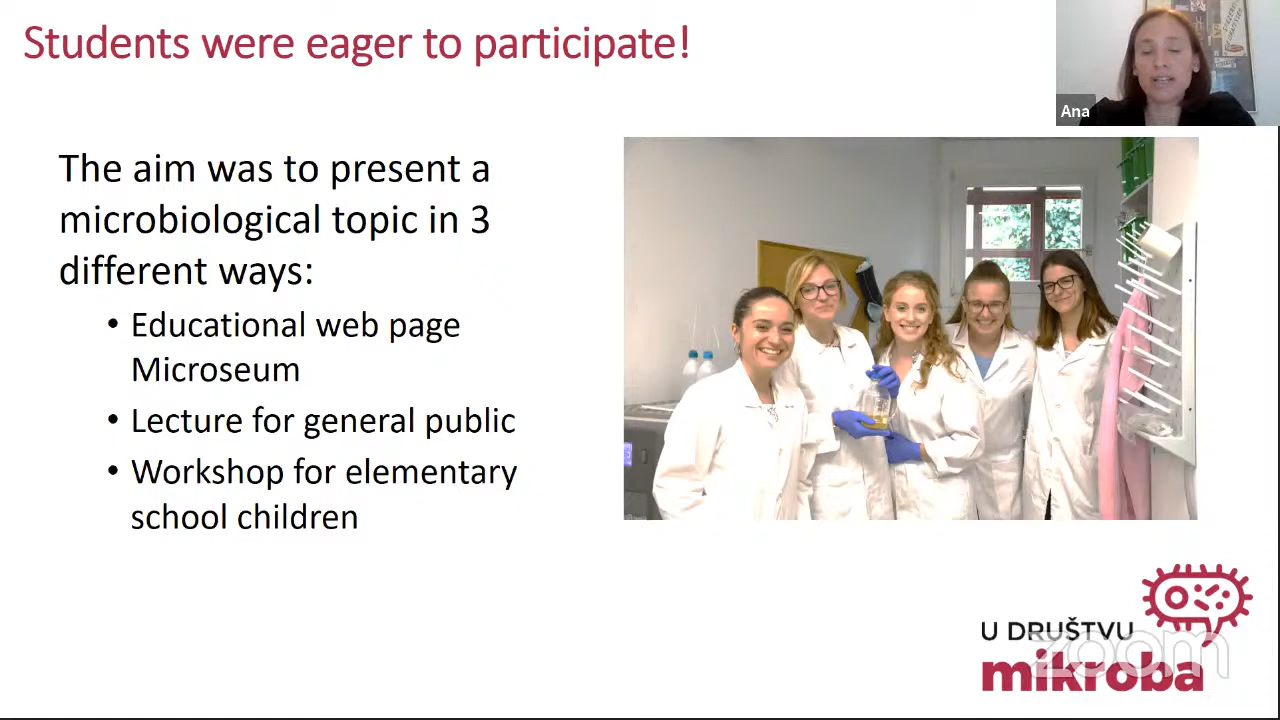 Students were eager to participate!
Ana
The aim was to present a
microbiological topic in 3
different ways:
• Educational web page
Microseum
• Lecture for general public
• Workshop for elementary
school children
U DRUŠTVU
mikroba
zoom